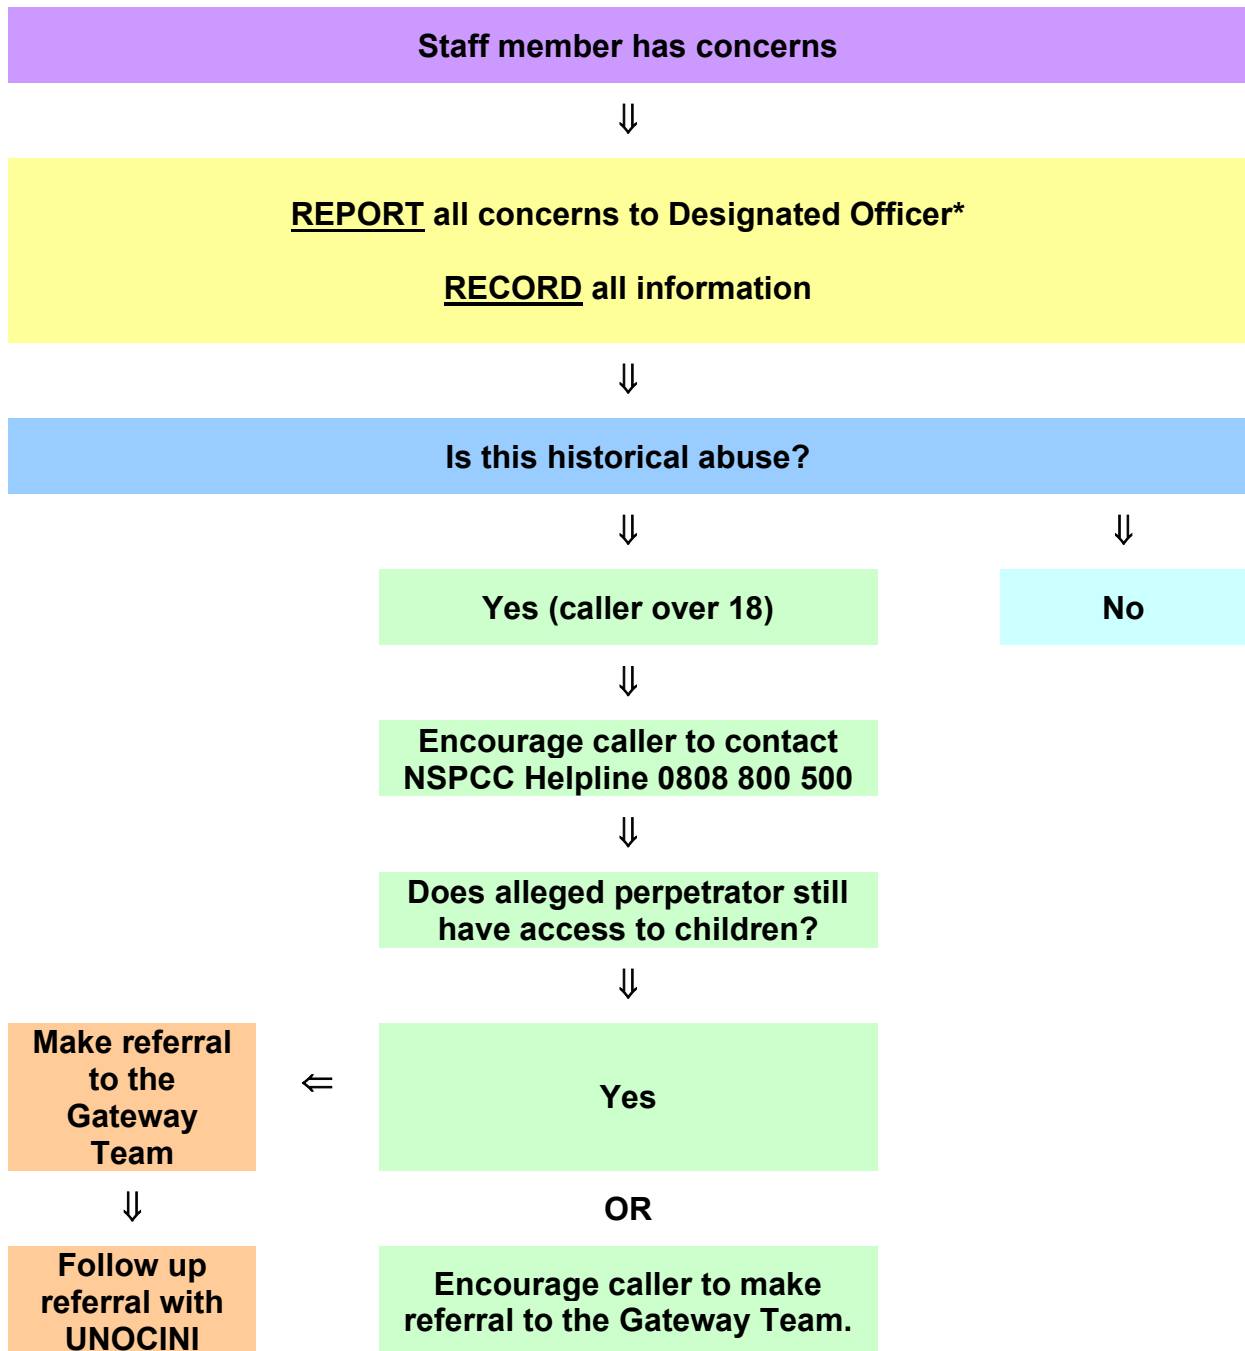 Staff member has concerns
⇓
REPORT all concerns to Designated Officer*
RECORD all information
⇓
Is this historical abuse?
⇓ ⇓
Yes (caller over 18)
No
⇓
Encourage caller to contact
NSPCC Helpline 0808 800 500
⇓
Does alleged perpetrator still
have access to children?
⇓
Make referral
to the
Gateway
Team
⇐
Yes
⇓
OR
Follow up
referral with
UNOCINI
Encourage caller to make
referral to the Gateway Team.